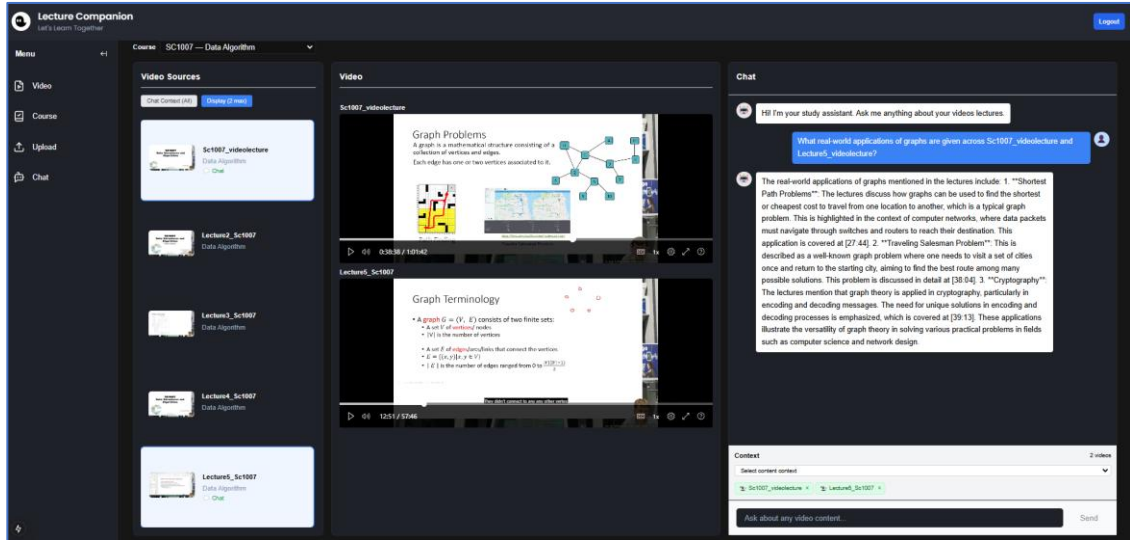 Lecture Companion
Let's Learn Together
Logout
Menu
Video
Course
Upload
Chat
Course SC1007 — Data Algorithm
Video Sources
Chat Context (All) Display (2 max)
Sc1007_videolecture
Data Algorithm
Chat
Lecture2_Sc1007
Data Algorithm
Lecture3_Sc1007
Data Algorithm
Lecture4_Sc1007
Data Algorithm
Lecture5_Sc1007
Data Algorithm
Chat
Video
Sc1007_videolecture
Graph Problems
A graph is a mathematical structure consisting of a
collection of vertices and edges.
Each edge has one or two vertices associated to it.
0:38:38 / 1:01:42
1x
Lecture5_Sc1007
Graph Terminology
• A graph G = (V, E) consists of two finite sets:
• A set V of vertices/ nodes
• |V| is the number of vertices
• A set E of edges/arcs/links that connect the vertices
• E = {(x, y)|x, y ∈ V}
• | E | is the number of edges ranged from 0 to
they didn't connect to any any other vertex
12:51 / 57:46
1x
Chat
Hi! I'm your study assistant. Ask me anything about your videos lectures.
What real-world applications of graphs are given across Sc1007_videolecture and
Lecture5_videolecture?
The real-world applications of graphs mentioned in the lectures include: 1. **Shortest
Path Problems**: The lectures discuss how graphs can be used to find the shortest
or cheapest cost to travel from one location to another, which is a typical graph
problem. This is highlighted in the context of computer networks, where data packets
must navigate through switches and routers to reach their destination. This
application is covered at [27:44]. 2. **Traveling Salesman Problem**: This is
described as a well-known graph problem where one needs to visit a set of cities
once and return to the starting city, aiming to find the best route among many
possible solutions. This problem is discussed in detail at [38:04]. 3. **Cryptography**:
The lectures mention that graph theory is applied in cryptography, particularly in
encoding and decoding messages. The need for unique solutions in encoding and
decoding processes is emphasized, which is covered at [39:13]. These applications
illustrate the versatility of graph theory in solving various practical problems in fields
such as computer science and network design.
Context 2 videos
Select content context
Sc1007_videolecture × Lecture5_Sc1007 ×
Ask about any video content... Send